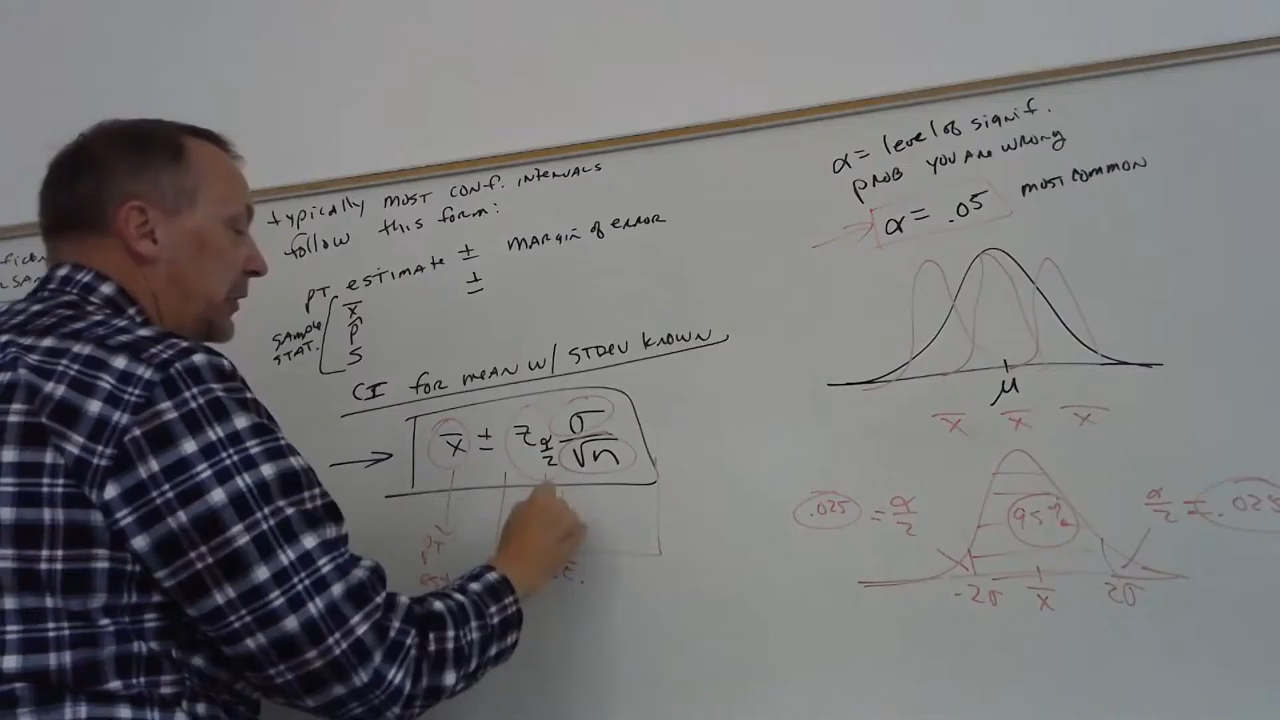 typically most conf. intervals
follow this form:
PT. estimate ± margin of error
±
SAMPLE
STAT.
x̄
p̂
S
CI for mean w/ STDEV KNOWN
x̄ ± z α/2 σ/√n
PT
E.
α = level of signif.
prob you are wrong
α = .05 most common
μ
x̄ x̄ x̄
.025 = α/2
95%
α/2 = .025
-2σ x̄ 2σ